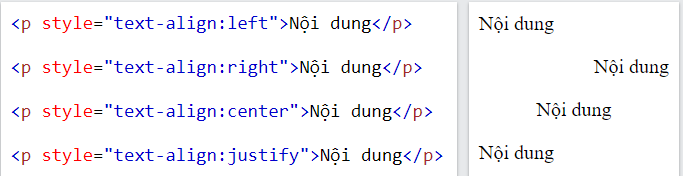 <p style="text-align:left">Nội dung</p>
<p style="text-align:right">Nội dung</p>
<p style="text-align:center">Nội dung</p>
<p style="text-align:justify">Nội dung</p>
Nội dung
Nội dung
Nội dung
Nội dung